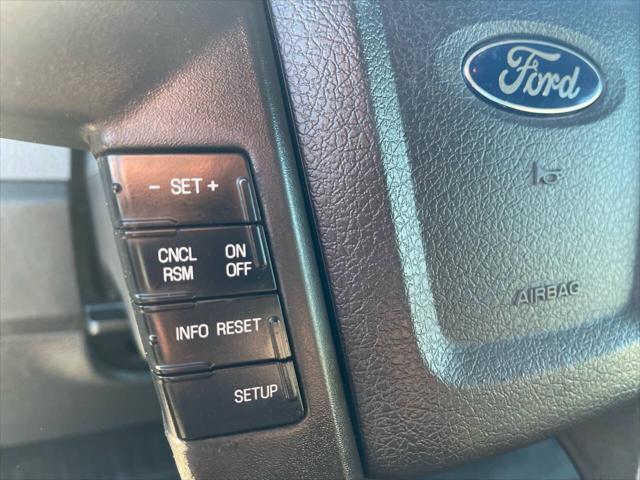 Ford
- SET +
CNCL ON
RSM OFF
INFO RESET
SETUP
AIRBAG